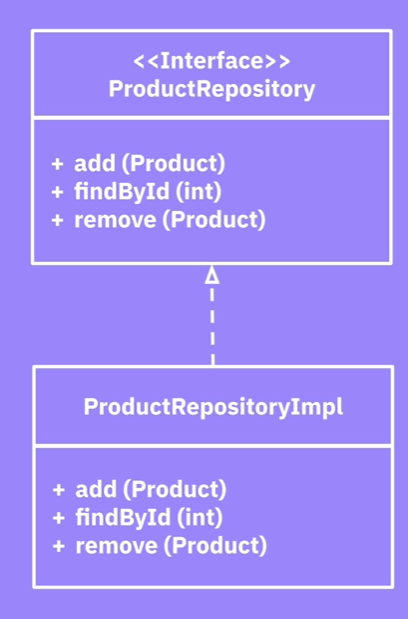 <<Interface>>
ProductRepository
+ add (Product)
+ findById (int)
+ remove (Product)
ProductRepositoryImpl
+ add (Product)
+ findById (int)
+ remove (Product)